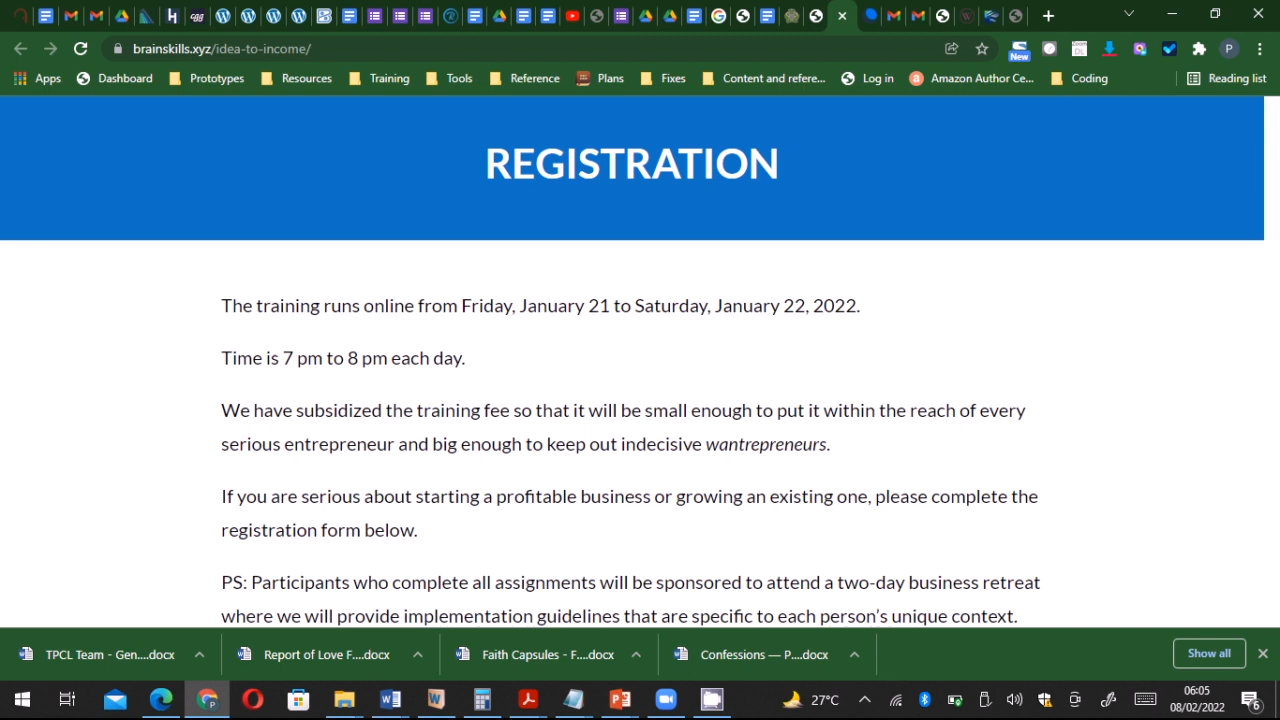 brainskills.xyz/idea-to-income/
New
Apps Dashboard Prototypes Resources Training Tools Reference Plans Fixes Content and refere... Log in Amazon Author Ce... Coding Reading list
REGISTRATION
The training runs online from Friday, January 21 to Saturday, January 22, 2022.
Time is 7 pm to 8 pm each day.
We have subsidized the training fee so that it will be small enough to put it within the reach of every
serious entrepreneur and big enough to keep out indecisive wantrepreneurs.
If you are serious about starting a profitable business or growing an existing one, please complete the
registration form below.
PS: Participants who complete all assignments will be sponsored to attend a two-day business retreat
where we will provide implementation guidelines that are specific to each person’s unique context.
TPCL Team - Gen....docx Report of Love F....docx Faith Capsules - F....docx Confessions — P....docx Show all
27°C 06:05
08/02/2022 6